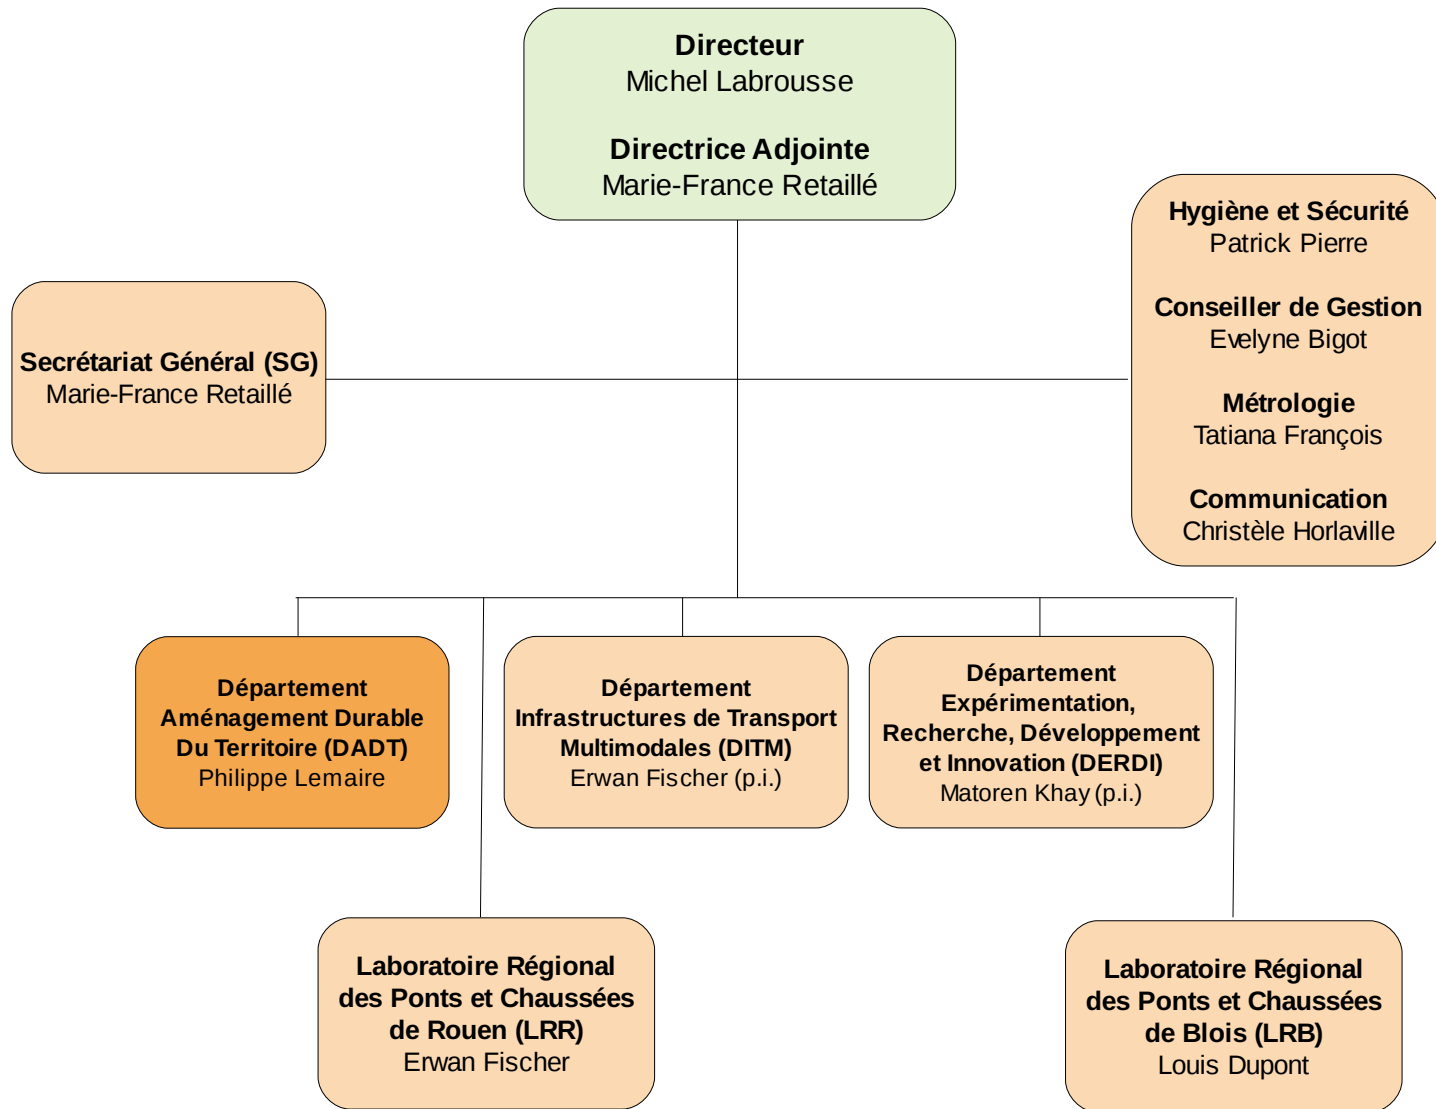 Directeur
Michel Labrousse
Directrice Adjointe
Marie-France Retaillé
Hygiène et Sécurité
Patrick Pierre
Conseiller de Gestion
Evelyne Bigot
Métrologie
Tatiana François
Communication
Christèle Horlaville
Secrétariat Général (SG)
Marie-France Retaillé
Département
Aménagement Durable
Du Territoire (DADT)
Philippe Lemaire
Département
Infrastructures de Transport
Multimodales (DITM)
Erwan Fischer (p.i.)
Département
Expérimentation,
Recherche, Développement
et Innovation (DERDI)
Matoren Khay (p.i.)
Laboratoire Régional
des Ponts et Chaussées
de Rouen (LRR)
Erwan Fischer
Laboratoire Régional
des Ponts et Chaussées
de Blois (LRB)
Louis Dupont